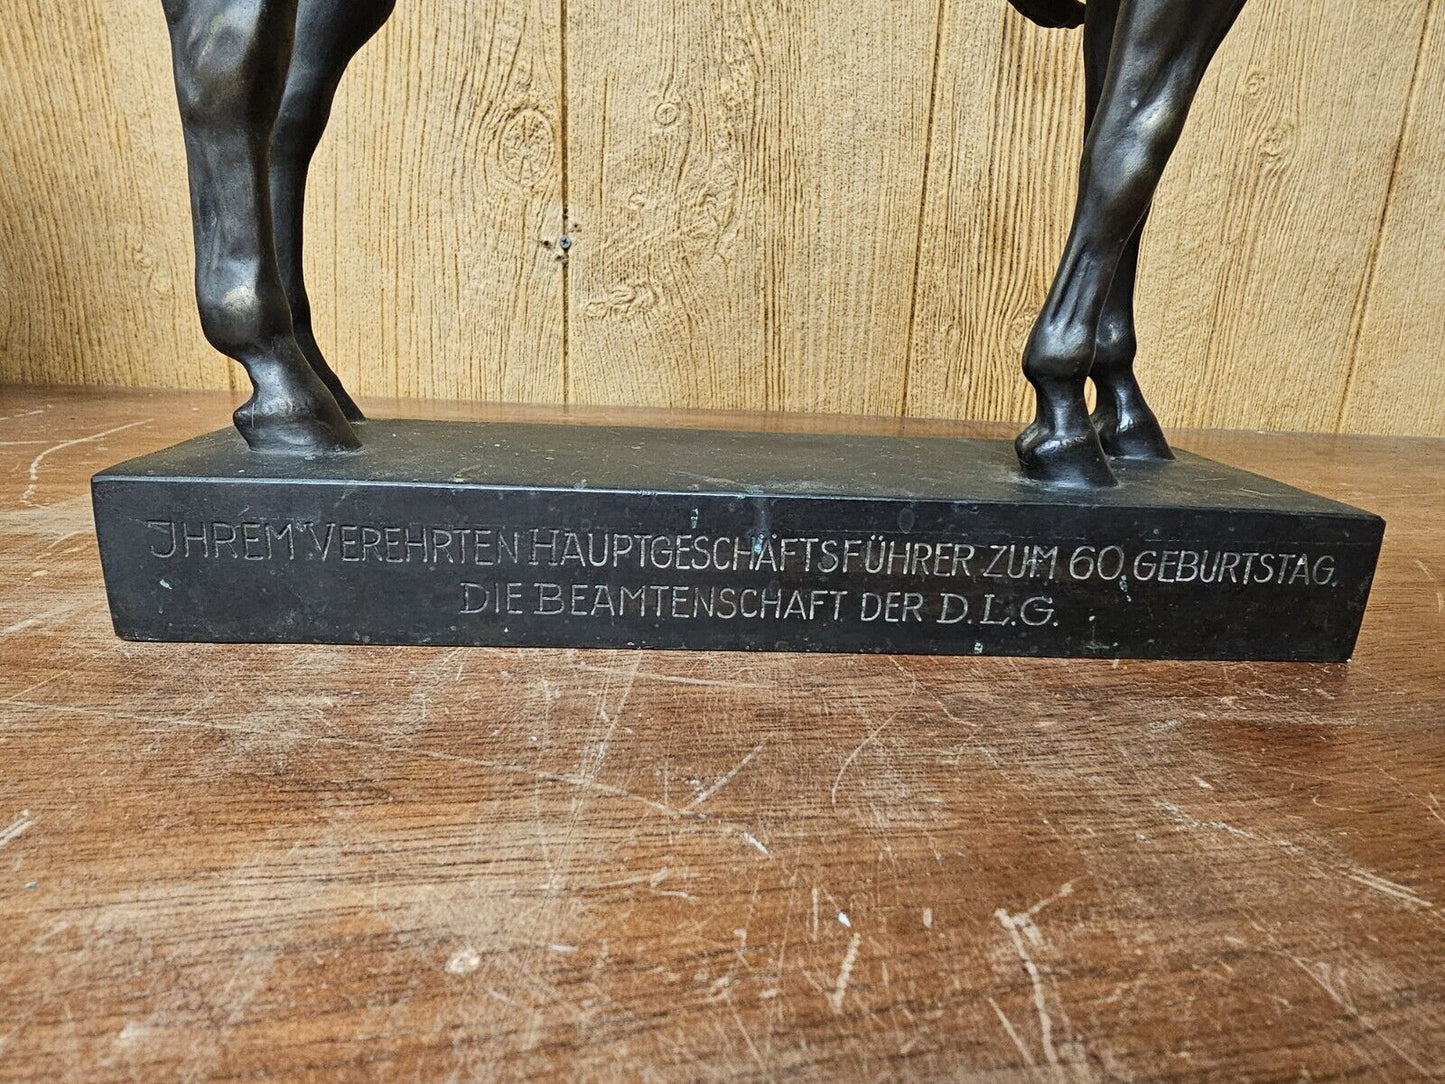 JHREM VEREHRTEN HAUPTGESCHÄFTSFÜHRER ZUM 60 GEBURTSTAG.
DIE BEAMTENSCHAFT DER D.L.G.